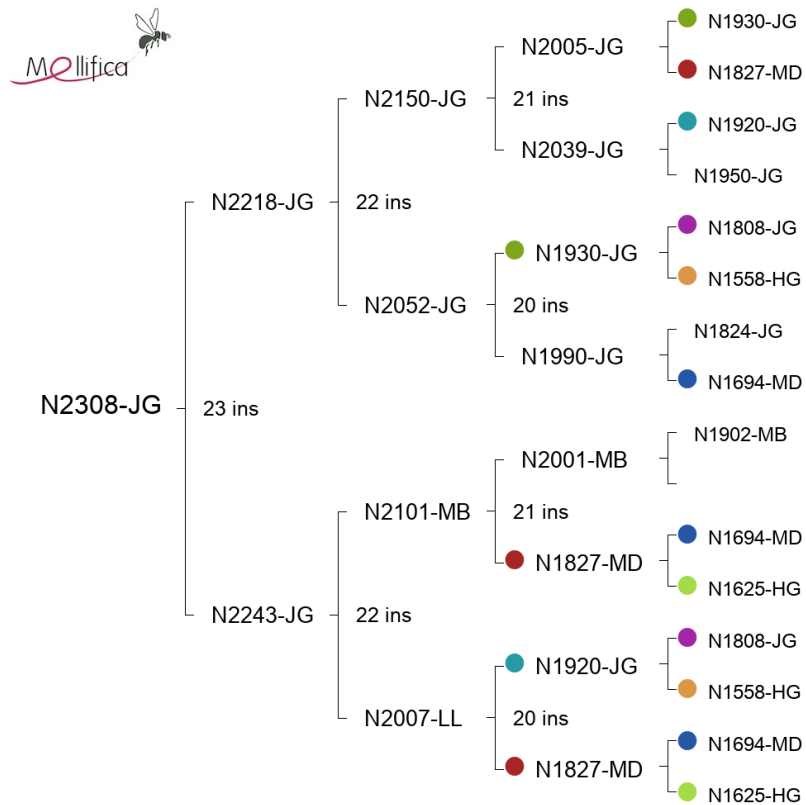 Mellifica
N1930-JG
N2005-JG
N1827-MD
N2150-JG
21 ins
N1920-JG
N2039-JG
N1950-JG
N2218-JG
22 ins
N1808-JG
N1930-JG
N1558-HG
N2052-JG
20 ins
N1824-JG
N1990-JG
N1694-MD
N2308-JG
23 ins
N1902-MB
N2001-MB
N2101-MB
21 ins
N1694-MD
N1827-MD
N1625-HG
N2243-JG
22 ins
N1808-JG
N1920-JG
N1558-HG
N2007-LL
20 ins
N1694-MD
N1827-MD
N1625-HG